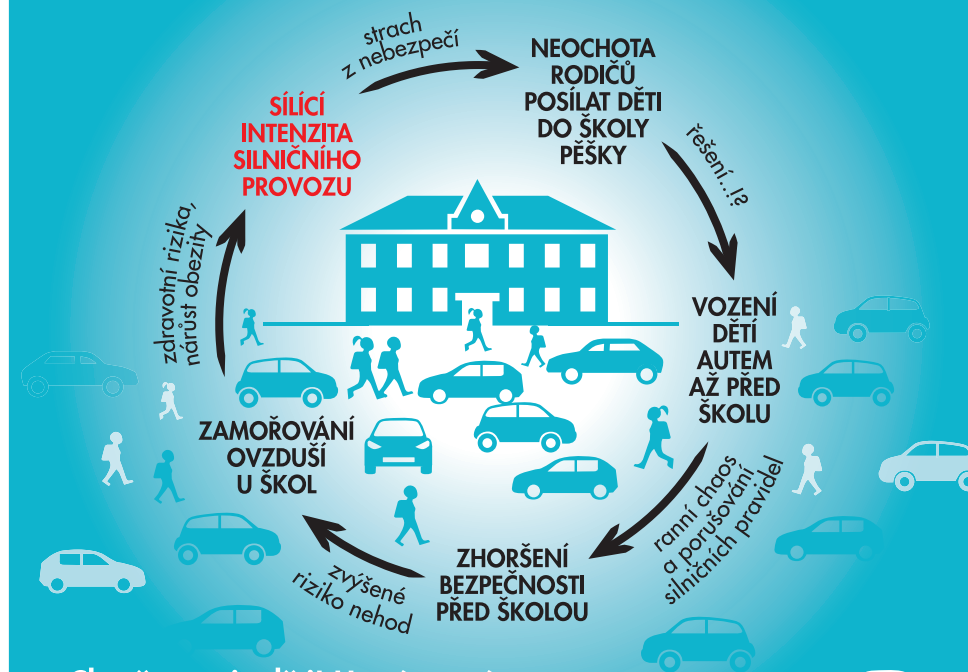 SÍLÍCÍ
INTENZITA
SILNIČNÍHO
PROVOZU
strach
z nebezpečí
NEOCHOTA
RODIČŮ
POSÍLAT DĚTI
DO ŠKOLY
PĚŠKY
řešení...!?
VOZENÍ
DĚTÍ
AUTEM
AŽ PŘED
ŠKOLU
ranní chaos
a porušování
silničních pravidel
ZHORŠENÍ
BEZPEČNOSTI
PŘED ŠKOLOU
zvýšené
riziko nehod
ZAMOŘOVÁNÍ
OVZDUŠÍ
U ŠKOL
zdravotní rizika,
nárůst obezity